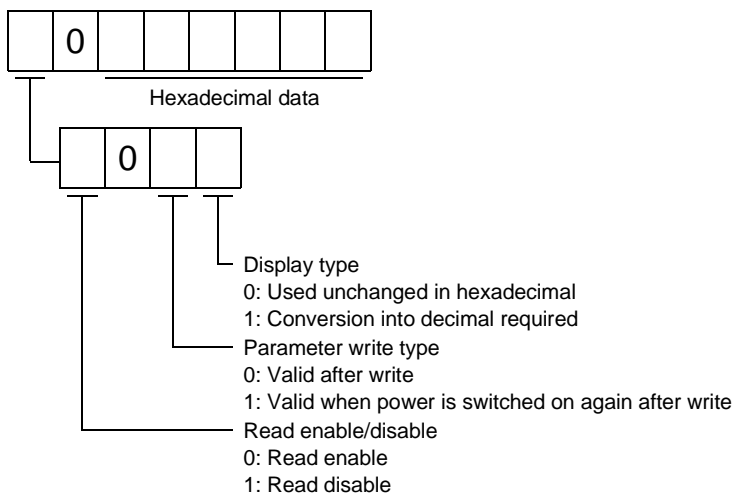 0
Hexadecimal data
0
Display type
0: Used unchanged in hexadecimal
1: Conversion into decimal required
Parameter write type
0: Valid after write
1: Valid when power is switched on again after write
Read enable/disable
0: Read enable
1: Read disable